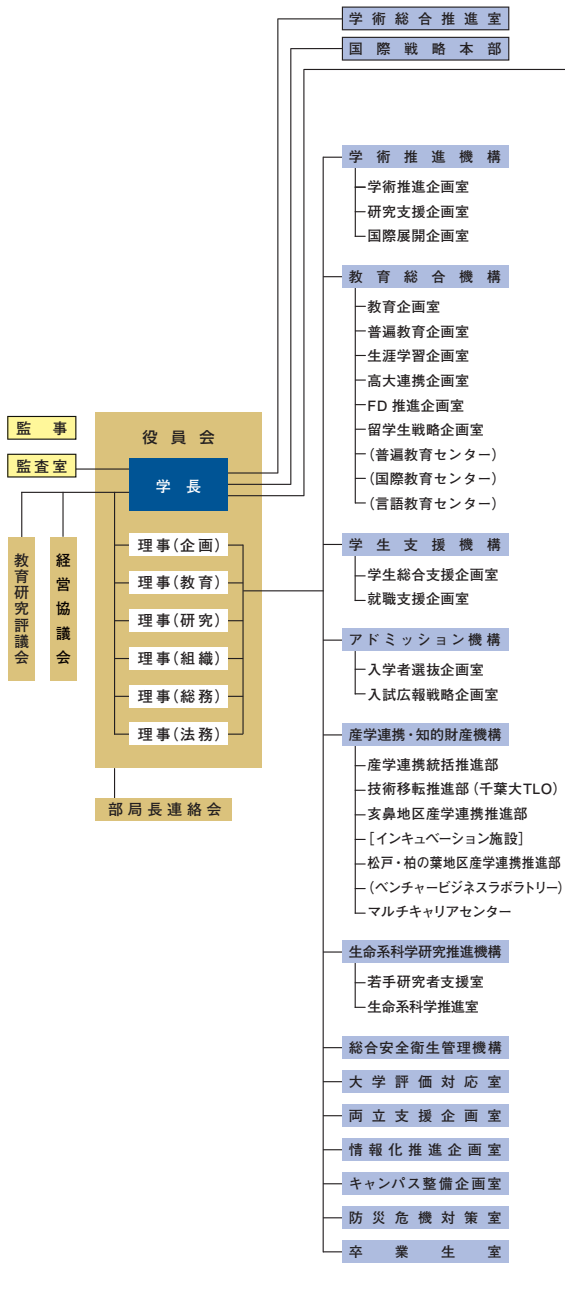 学術総合推進室
国際戦略本部
学術推進機構
学術推進企画室
研究支援企画室
国際展開企画室
教育総合機構
教育企画室
普遍教育企画室
生涯学習企画室
高大連携企画室
FD 推進企画室
留学生戦略企画室
(普遍教育センター)
(国際教育センター)
(言語教育センター)
監事
監査室
役員会
学長
理事(企画)
理事(教育)
理事(研究)
理事(組織)
理事(総務)
理事(法務)
教育研究評議会
経営協議会
部局長連絡会
学生支援機構
学生総合支援企画室
就職支援企画室
アドミッション機構
入学者選抜企画室
入試広報戦略企画室
産学連携・知的財産機構
産学連携統括推進部
技術移転推進部(千葉大TLO)
亥鼻地区産学連携推進部
[インキュベーション施設]
松戸・柏の葉地区産学連携推進部
(ベンチャービジネスラボラトリー)
マルチキャリアセンター
生命系科学研究推進機構
若手研究者支援室
生命系科学推進室
総合安全衛生管理機構
大学評価対応室
両立支援企画室
情報化推進企画室
キャンパス整備企画室
防災危機対策室
卒業生室